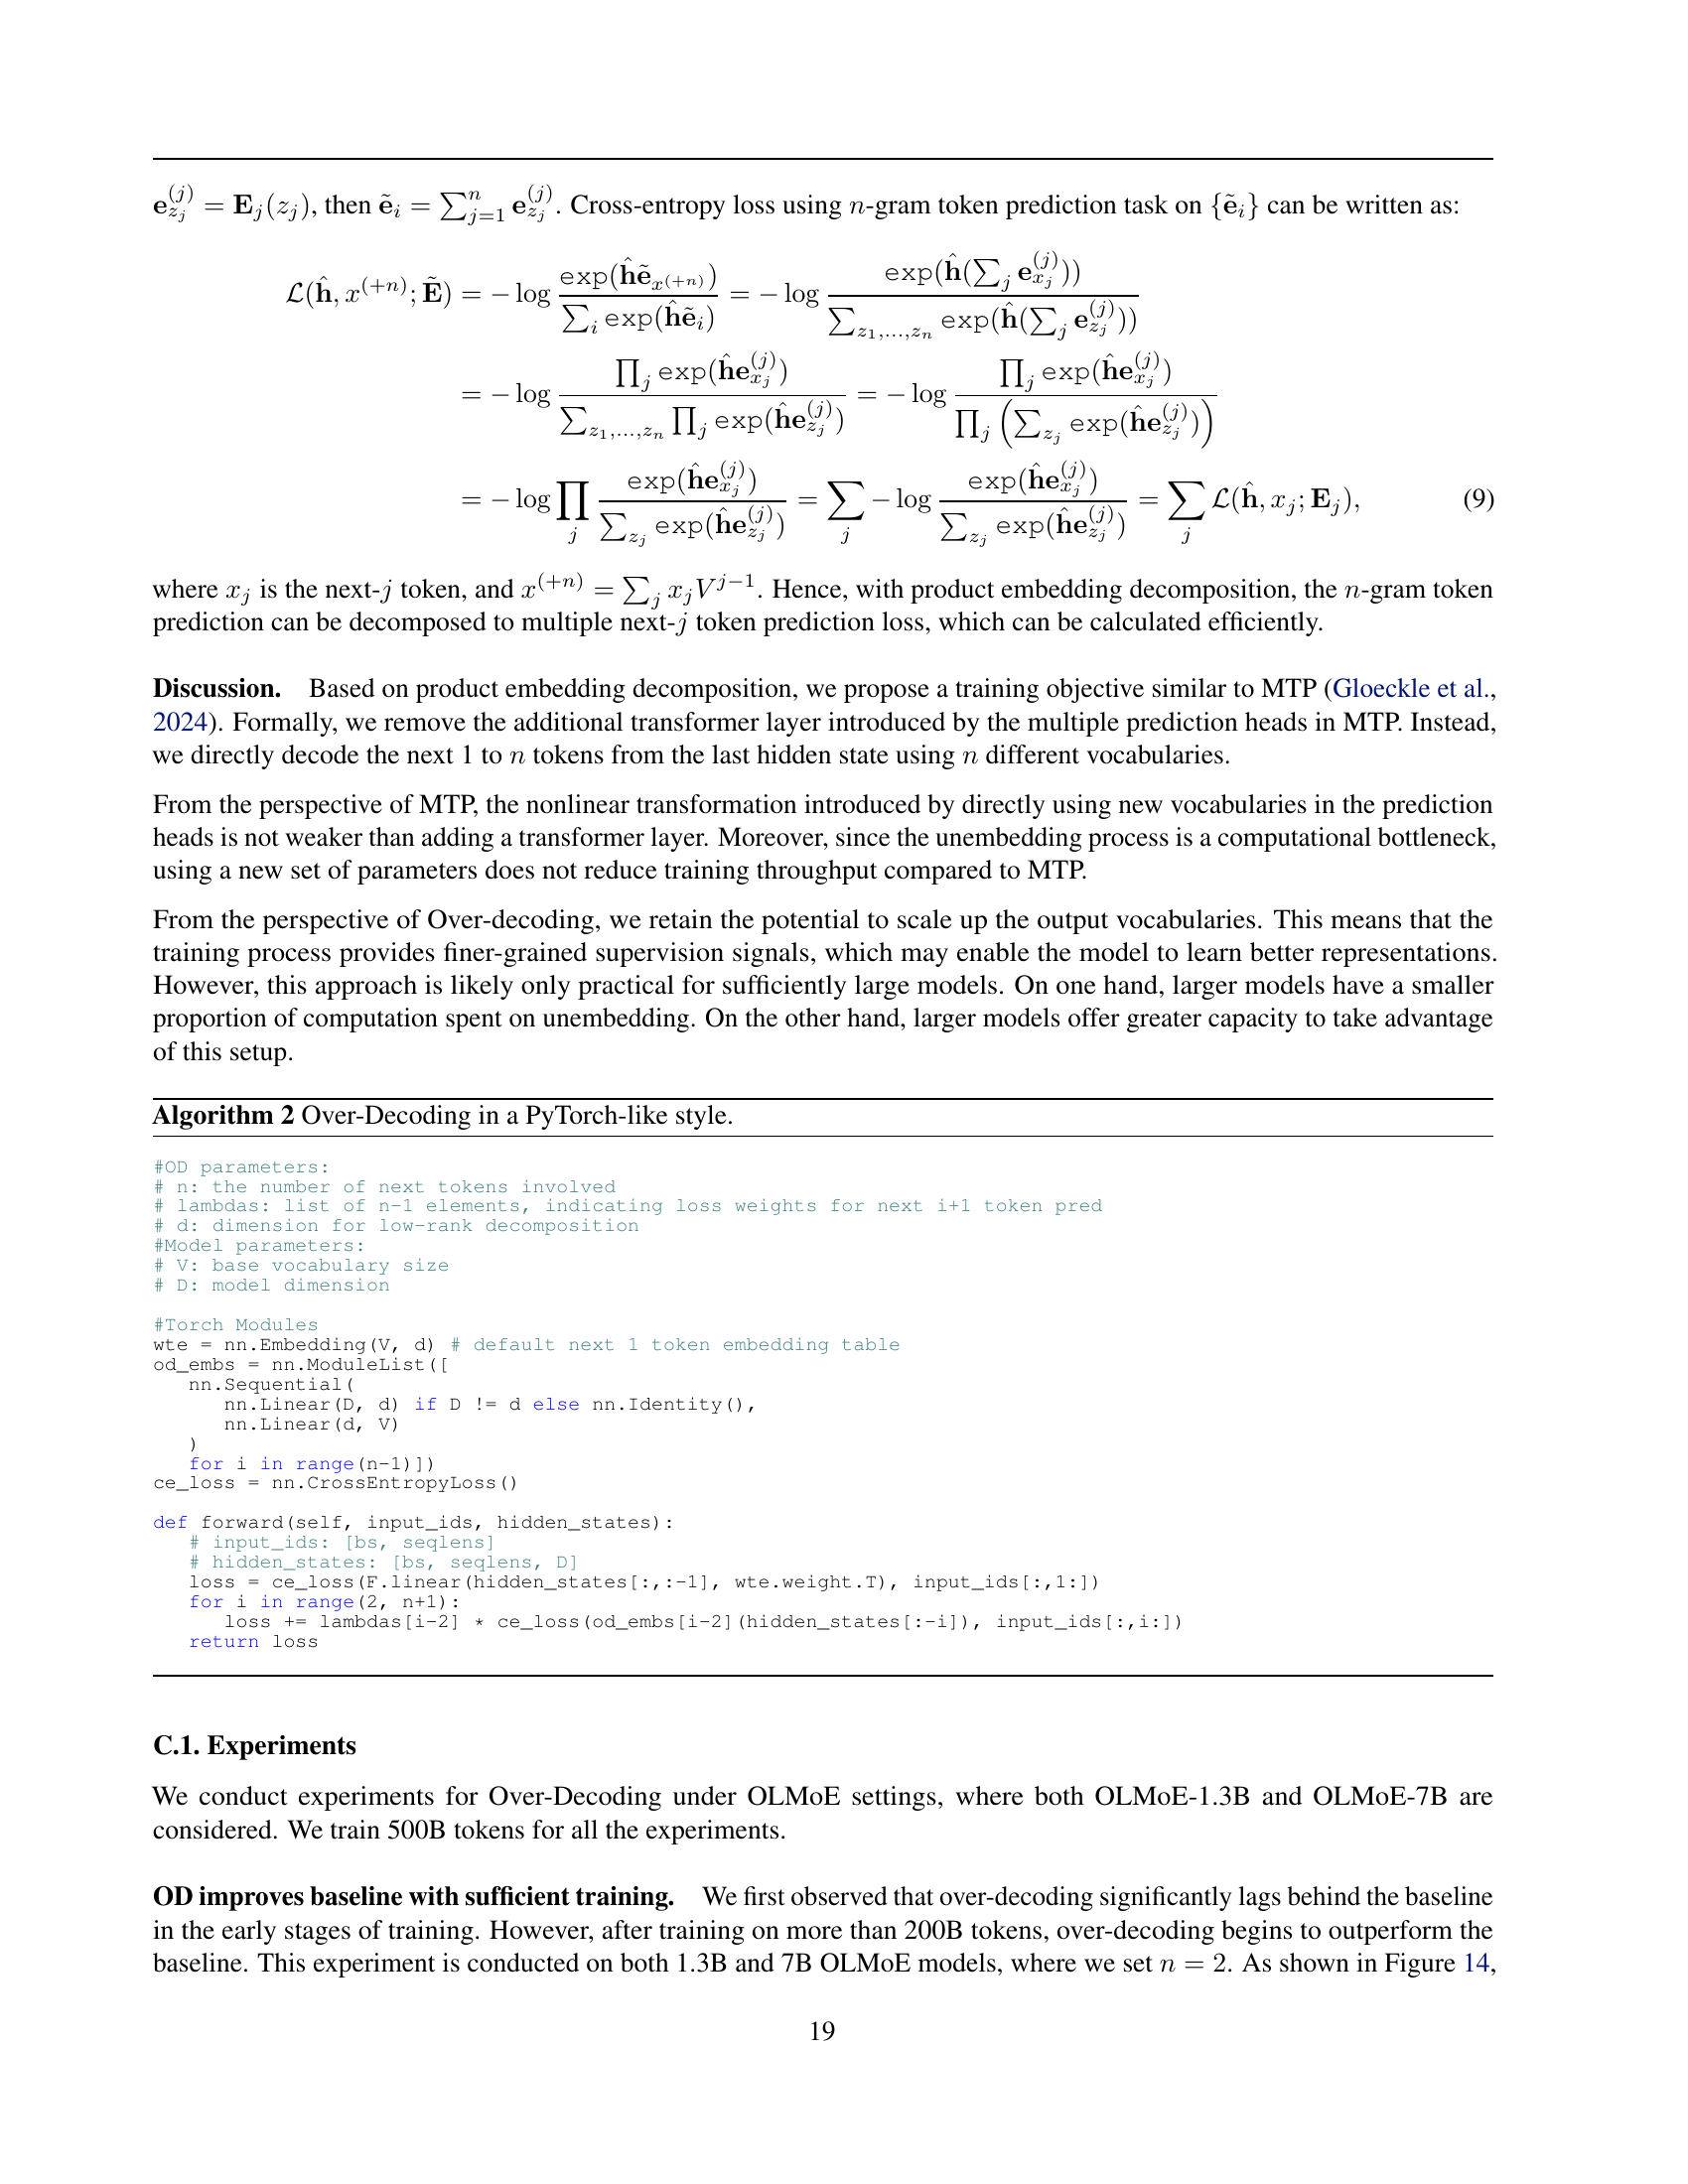 $\mathbf{e}_{z_j}^{(j)} = \mathbf{E}_j(z_j)$, then $\tilde{\mathbf{e}}_i = \sum_{j=1}^{n} \mathbf{e}_{z_j}^{(j)}$. Cross-entropy loss using $n$-gram token prediction task on $\{\tilde{\mathbf{e}}_i\}$ can be written as:
$\mathcal{L}(\hat{\mathbf{h}}, x^{(+n)}; \tilde{\mathbf{E}}) = -\log \frac{\exp(\hat{\mathbf{h}}\tilde{\mathbf{e}}_{x^{(+n)}})}{\sum_i \exp(\hat{\mathbf{h}}\tilde{\mathbf{e}}_i)} = -\log \frac{\exp(\hat{\mathbf{h}}(\sum_j \mathbf{e}_{x_j}^{(j)}))}{\sum_{z_1,\ldots,z_n} \exp(\hat{\mathbf{h}}(\sum_j \mathbf{e}_{z_j}^{(j)}))}$
$= -\log \frac{\prod_j \exp(\hat{\mathbf{h}}\mathbf{e}_{x_j}^{(j)})}{\sum_{z_1,\ldots,z_n} \prod_j \exp(\hat{\mathbf{h}}\mathbf{e}_{z_j}^{(j)})} = -\log \frac{\prod_j \exp(\hat{\mathbf{h}}\mathbf{e}_{x_j}^{(j)})}{\prod_j \left(\sum_{z_j} \exp(\hat{\mathbf{h}}\mathbf{e}_{z_j}^{(j)})\right)}$
$= -\log \prod_j \frac{\exp(\hat{\mathbf{h}}\mathbf{e}_{x_j}^{(j)})}{\sum_{z_j} \exp(\hat{\mathbf{h}}\mathbf{e}_{z_j}^{(j)})} = \sum_j -\log \frac{\exp(\hat{\mathbf{h}}\mathbf{e}_{x_j}^{(j)})}{\sum_{z_j} \exp(\hat{\mathbf{h}}\mathbf{e}_{z_j}^{(j)})} = \sum_j \mathcal{L}(\hat{\mathbf{h}}, x_j; \mathbf{E}_j),$ (9)
where $x_j$ is the next-$j$ token, and $x^{(+n)} = \sum_j x_j V^{j-1}$. Hence, with product embedding decomposition, the $n$-gram token
prediction can be decomposed to multiple next-$j$ token prediction loss, which can be calculated efficiently.
Discussion. Based on product embedding decomposition, we propose a training objective similar to MTP (Gloeckle et al.,
2024). Formally, we remove the additional transformer layer introduced by the multiple prediction heads in MTP. Instead,
we directly decode the next 1 to $n$ tokens from the last hidden state using $n$ different vocabularies.
From the perspective of MTP, the nonlinear transformation introduced by directly using new vocabularies in the prediction
heads is not weaker than adding a transformer layer. Moreover, since the unembedding process is a computational bottleneck,
using a new set of parameters does not reduce training throughput compared to MTP.
From the perspective of Over-decoding, we retain the potential to scale up the output vocabularies. This means that the
training process provides finer-grained supervision signals, which may enable the model to learn better representations.
However, this approach is likely only practical for sufficiently large models. On one hand, larger models have a smaller
proportion of computation spent on unembedding. On the other hand, larger models offer greater capacity to take advantage
of this setup.
Algorithm 2 Over-Decoding in a PyTorch-like style.
#OD parameters:
# n: the number of next tokens involved
# lambdas: list of n-1 elements, indicating loss weights for next i+1 token pred
# d: dimension for low-rank decomposition
#Model parameters:
# V: base vocabulary size
# D: model dimension
#Torch Modules
wte = nn.Embedding(V, d) # default next 1 token embedding table
od_embs = nn.ModuleList([
   nn.Sequential(
      nn.Linear(D, d) if D != d else nn.Identity(),
      nn.Linear(d, V)
   )
   for i in range(n-1)])
ce_loss = nn.CrossEntropyLoss()
def forward(self, input_ids, hidden_states):
   # input_ids: [bs, seqlens]
   # hidden_states: [bs, seqlens, D]
   loss = ce_loss(F.linear(hidden_states[:,:-1], wte.weight.T), input_ids[:,1:])
   for i in range(2, n+1):
      loss += lambdas[i-2] * ce_loss(od_embs[i-2](hidden_states[:-i]), input_ids[:,i:])
   return loss
C.1. Experiments
We conduct experiments for Over-Decoding under OLMoE settings, where both OLMoE-1.3B and OLMoE-7B are
considered. We train 500B tokens for all the experiments.
OD improves baseline with sufficient training. We first observed that over-decoding significantly lags behind the baseline
in the early stages of training. However, after training on more than 200B tokens, over-decoding begins to outperform the
baseline. This experiment is conducted on both 1.3B and 7B OLMoE models, where we set $n = 2$. As shown in Figure 14,
19